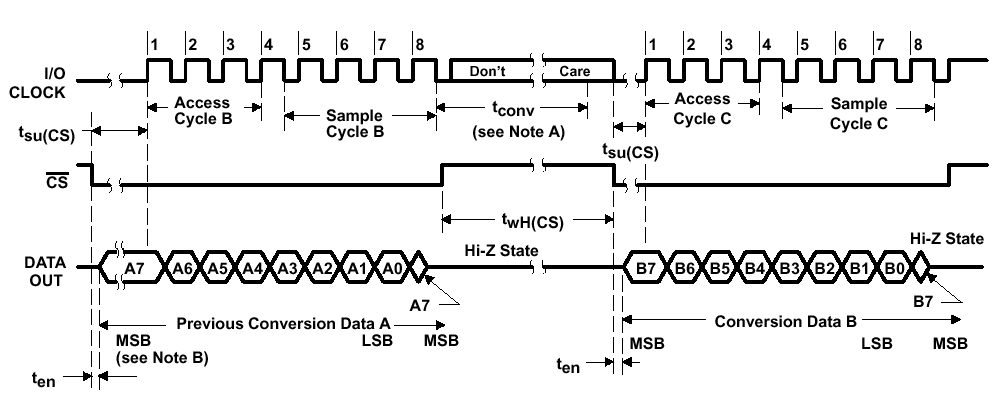 1 2 3 4 5 6 7 8 1 2 3 4 5 6 7 8
I/O
CLOCK
Don't Care
Access
Cycle B
Sample
Cycle B
tconv
(see Note A)
Access
Cycle C
Sample
Cycle C
tsu(CS)
tsu(CS)
CS
twH(CS)
Hi-Z State
Hi-Z State
DATA
OUT
A7 A6 A5 A4 A3 A2 A1 A0
B7 B6 B5 B4 B3 B2 B1 B0
A7
B7
Previous Conversion Data A
Conversion Data B
MSB
(see Note B)
LSB
MSB
MSB
LSB
MSB
ten
ten